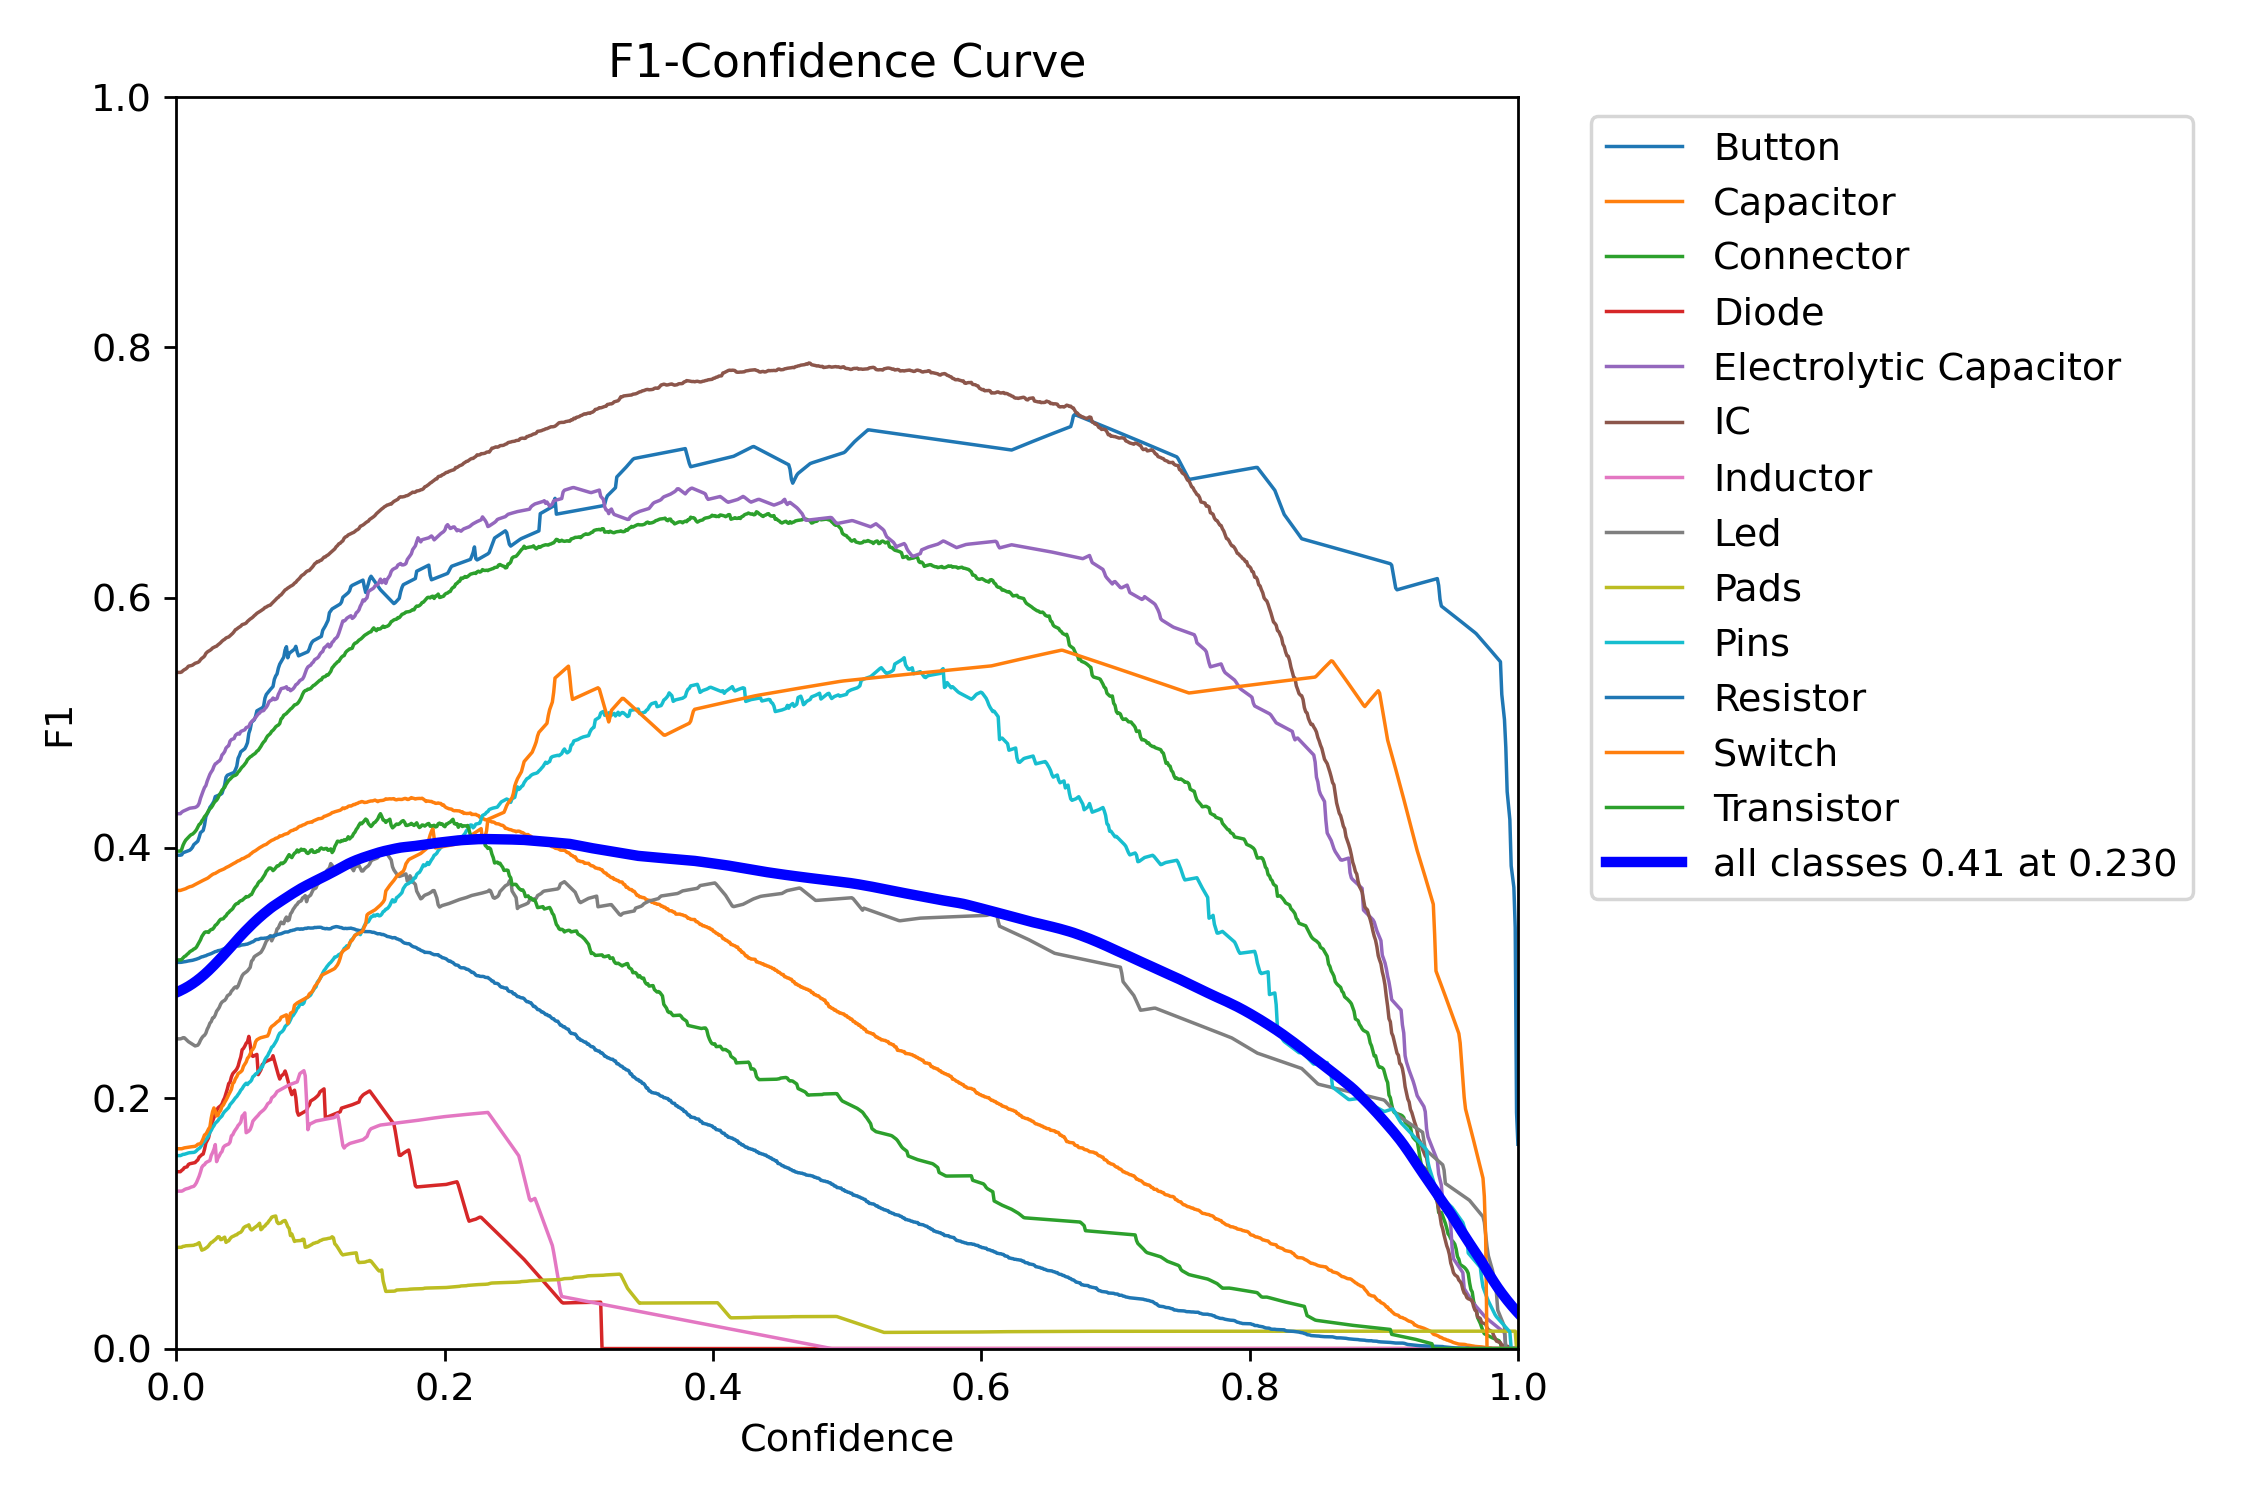 F1-Confidence Curve
1.0
0.8
0.6
0.4
0.2
0.0
F1
0.0 0.2 0.4 0.6 0.8 1.0
Confidence
Button
Capacitor
Connector
Diode
Electrolytic Capacitor
IC
Inductor
Led
Pads
Pins
Resistor
Switch
Transistor
all classes 0.41 at 0.230